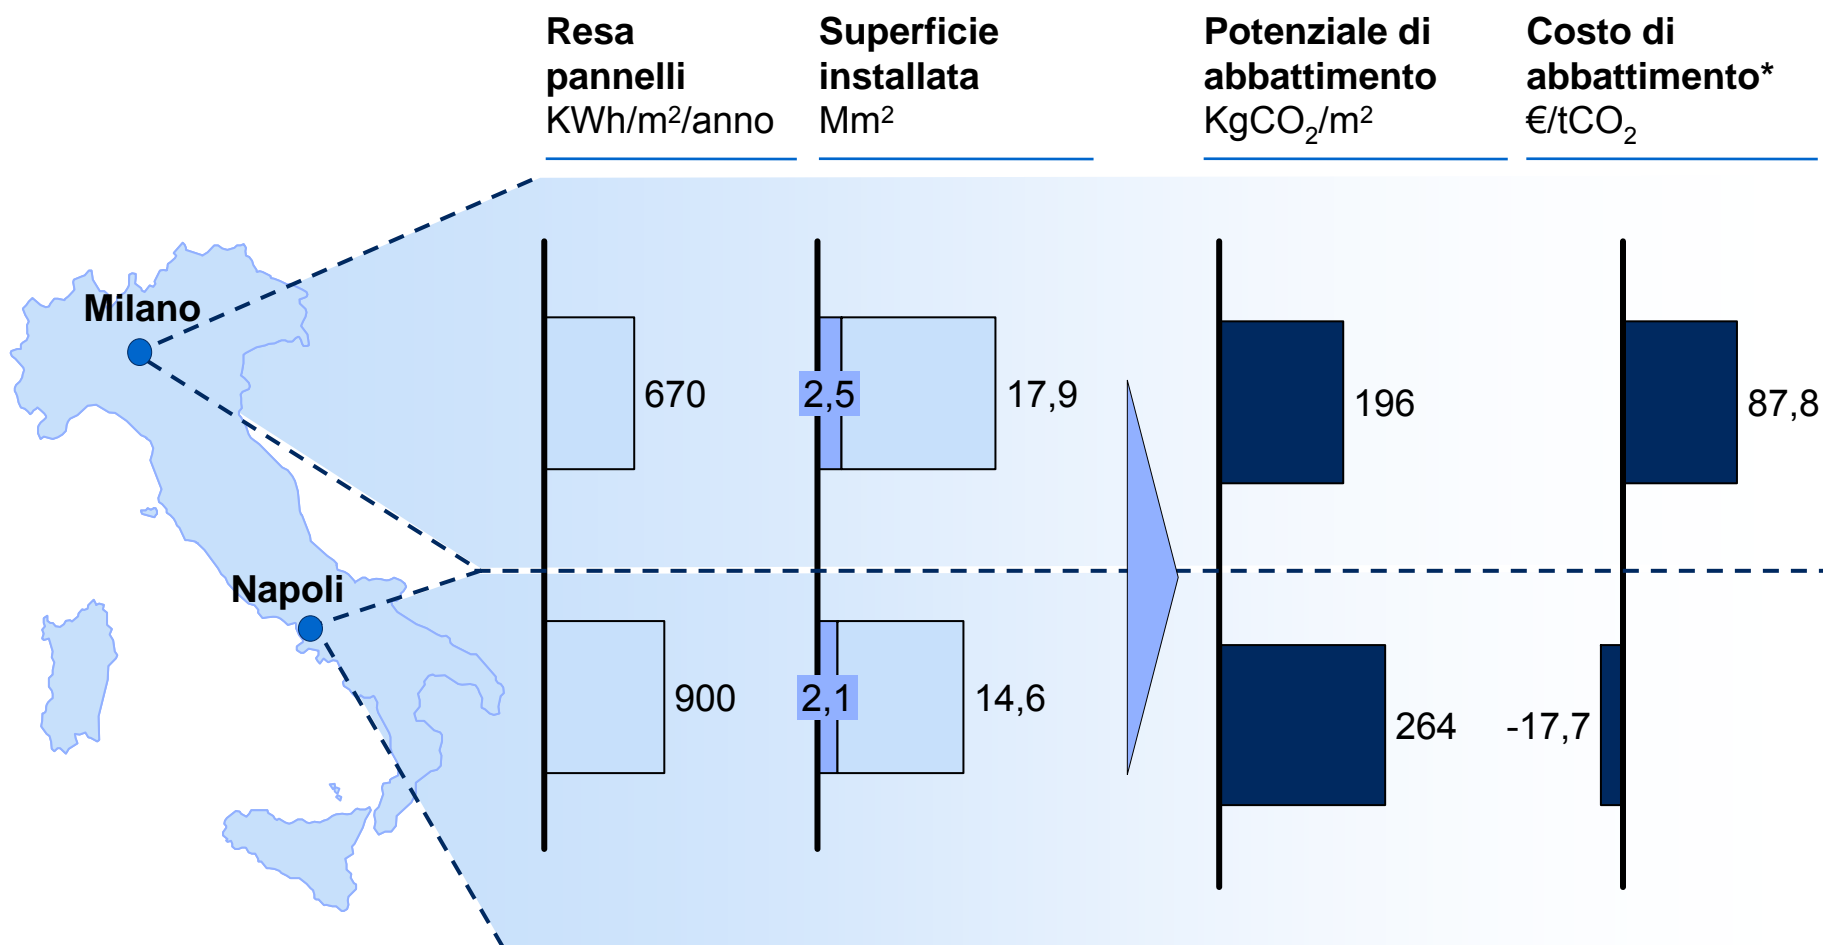 Resa
pannelli
KWh/m²/anno
Superficie
installata
Mm²
Potenziale di
abbattimento
KgCO₂/m²
Costo di
abbattimento*
€/tCO₂
Milano
670
2,5
17,9
196
87,8
Napoli
900
2,1
14,6
264
-17,7